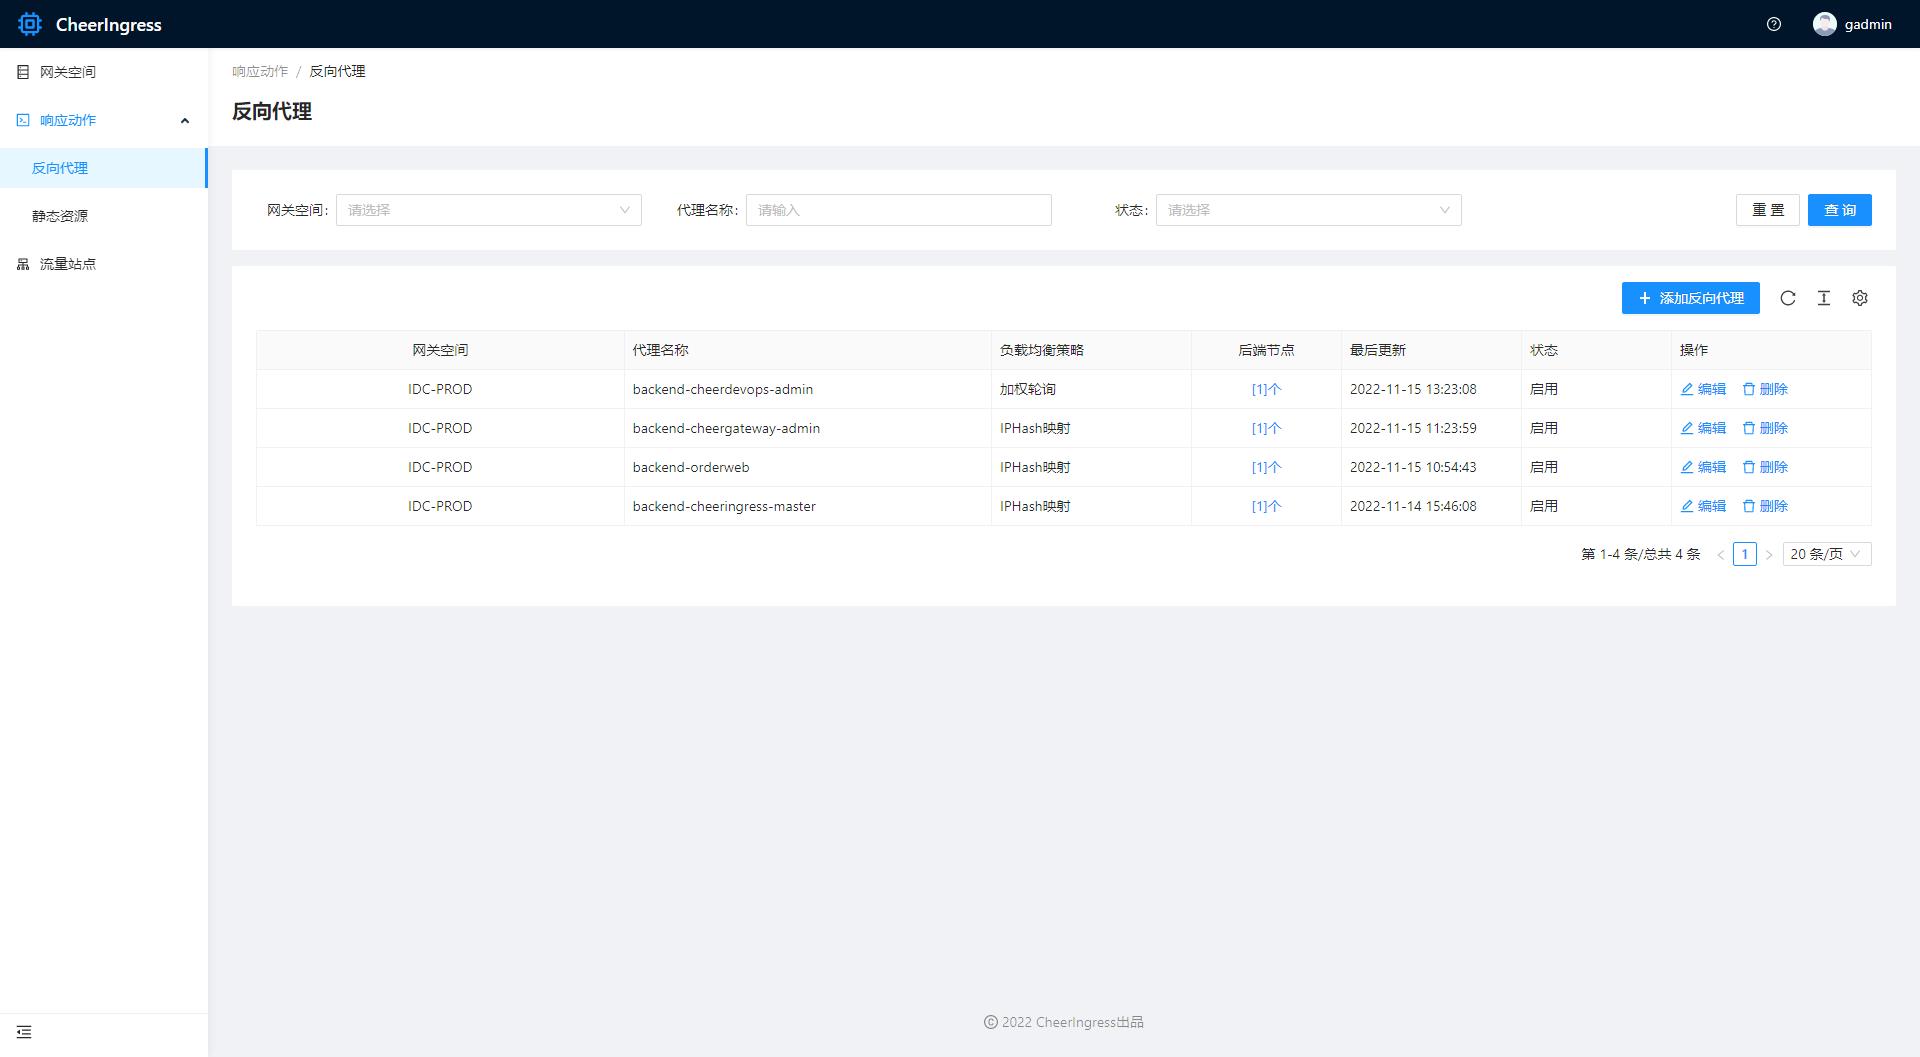 CheerIngress
gadmin
网关空间
响应动作
反向代理
静态资源
流量站点
响应动作 / 反向代理
反向代理
网关空间: 请选择 代理名称: 请输入 状态: 请选择 重 置 查 询
添加反向代理
网关空间 代理名称 负载均衡策略 后端节点 最后更新 状态 操作
IDC-PROD backend-cheerdevops-admin 加权轮询 [1]个 2022-11-15 13:23:08 启用 编辑 删除
IDC-PROD backend-cheergateway-admin IPHash映射 [1]个 2022-11-15 11:23:59 启用 编辑 删除
IDC-PROD backend-orderweb IPHash映射 [1]个 2022-11-15 10:54:43 启用 编辑 删除
IDC-PROD backend-cheeringress-master IPHash映射 [1]个 2022-11-14 15:46:08 启用 编辑 删除
第 1-4 条/总共 4 条 < 1 > 20 条/页
© 2022 CheerIngress出品